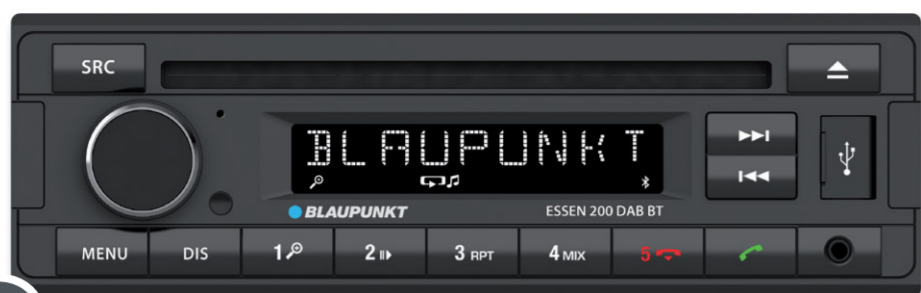 SRC
BLAUPUNKT
BLAUPUNKT ESSEN 200 DAB BT
MENU DIS 1 2 3 RPT 4 MIX 5